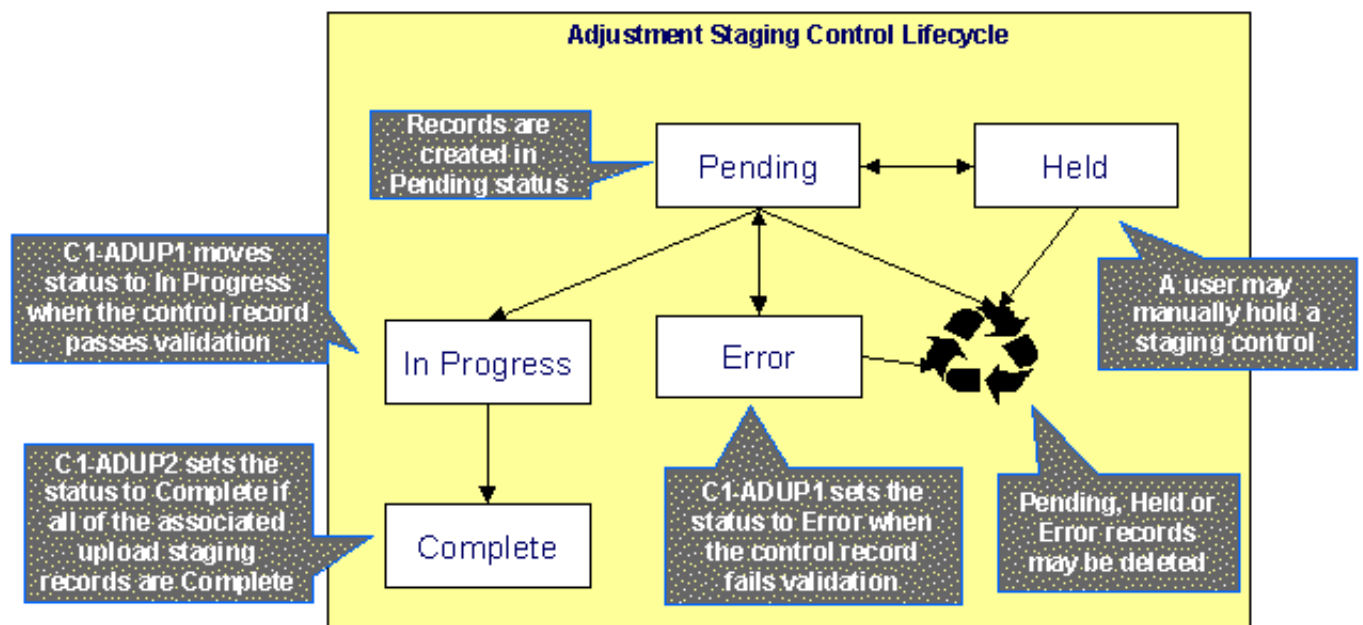 Adjustment Staging Control Lifecycle
Records are
created in
Pending status
Pending
Held
C1-ADUP1 moves
status to In Progress
when the control record
passes validation
A user may
manually hold a
staging control
In Progress
Error
C1-ADUP2 sets the
status to Complete if
all of the associated
upload staging
records are Complete
Complete
C1-ADUP1 sets the
status to Error when
the control record
fails validation
Pending, Held or
Error records
may be deleted